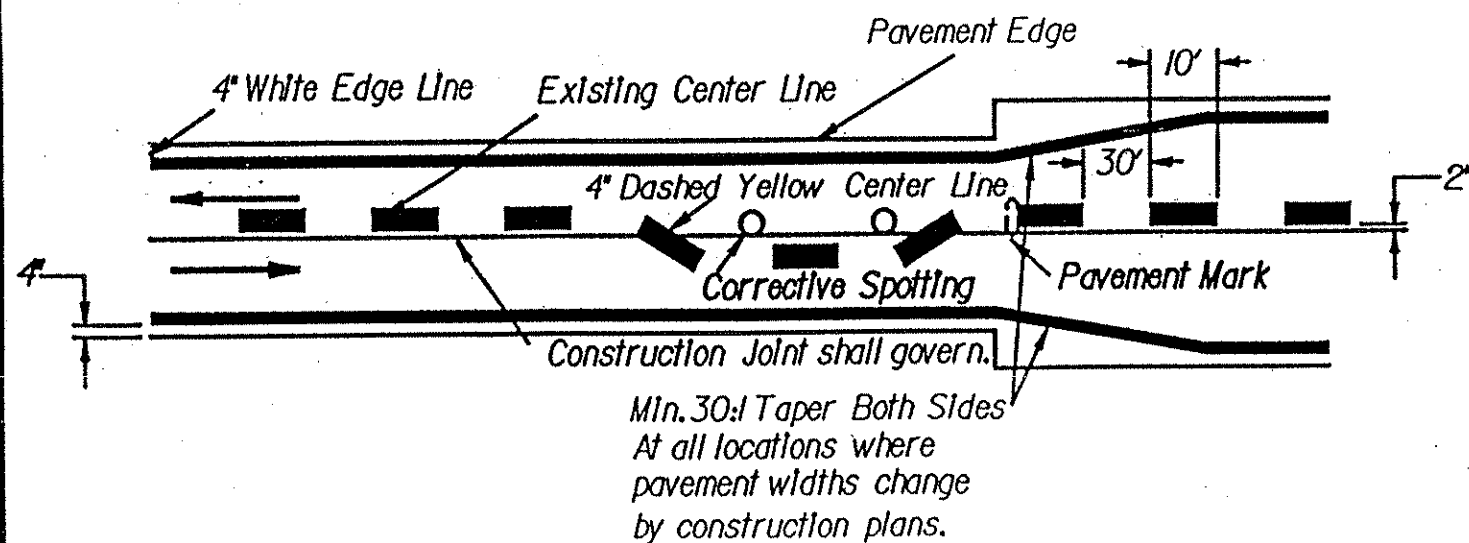 Pavement Edge
10'
4" White Edge Line
Existing Center Line
30'
2"
4" Dashed Yellow Center Line
4"
Corrective Spotting
Pavement Mark
Construction Joint shall govern.
Min. 30:1 Taper Both Sides
At all locations where
pavement widths change
by construction plans.